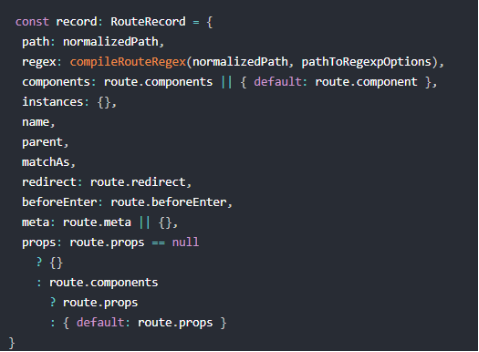 const record: RouteRecord = {
path: normalizedPath,
regex: compileRouteRegex(normalizedPath, pathToRegexpOptions),
components: route.components || { default: route.component },
instances: {},
name,
parent,
matchAs,
redirect: route.redirect,
beforeEnter: route.beforeEnter,
meta: route.meta || {},
props: route.props == null
? {}
: route.components
? route.props
: { default: route.props }
}